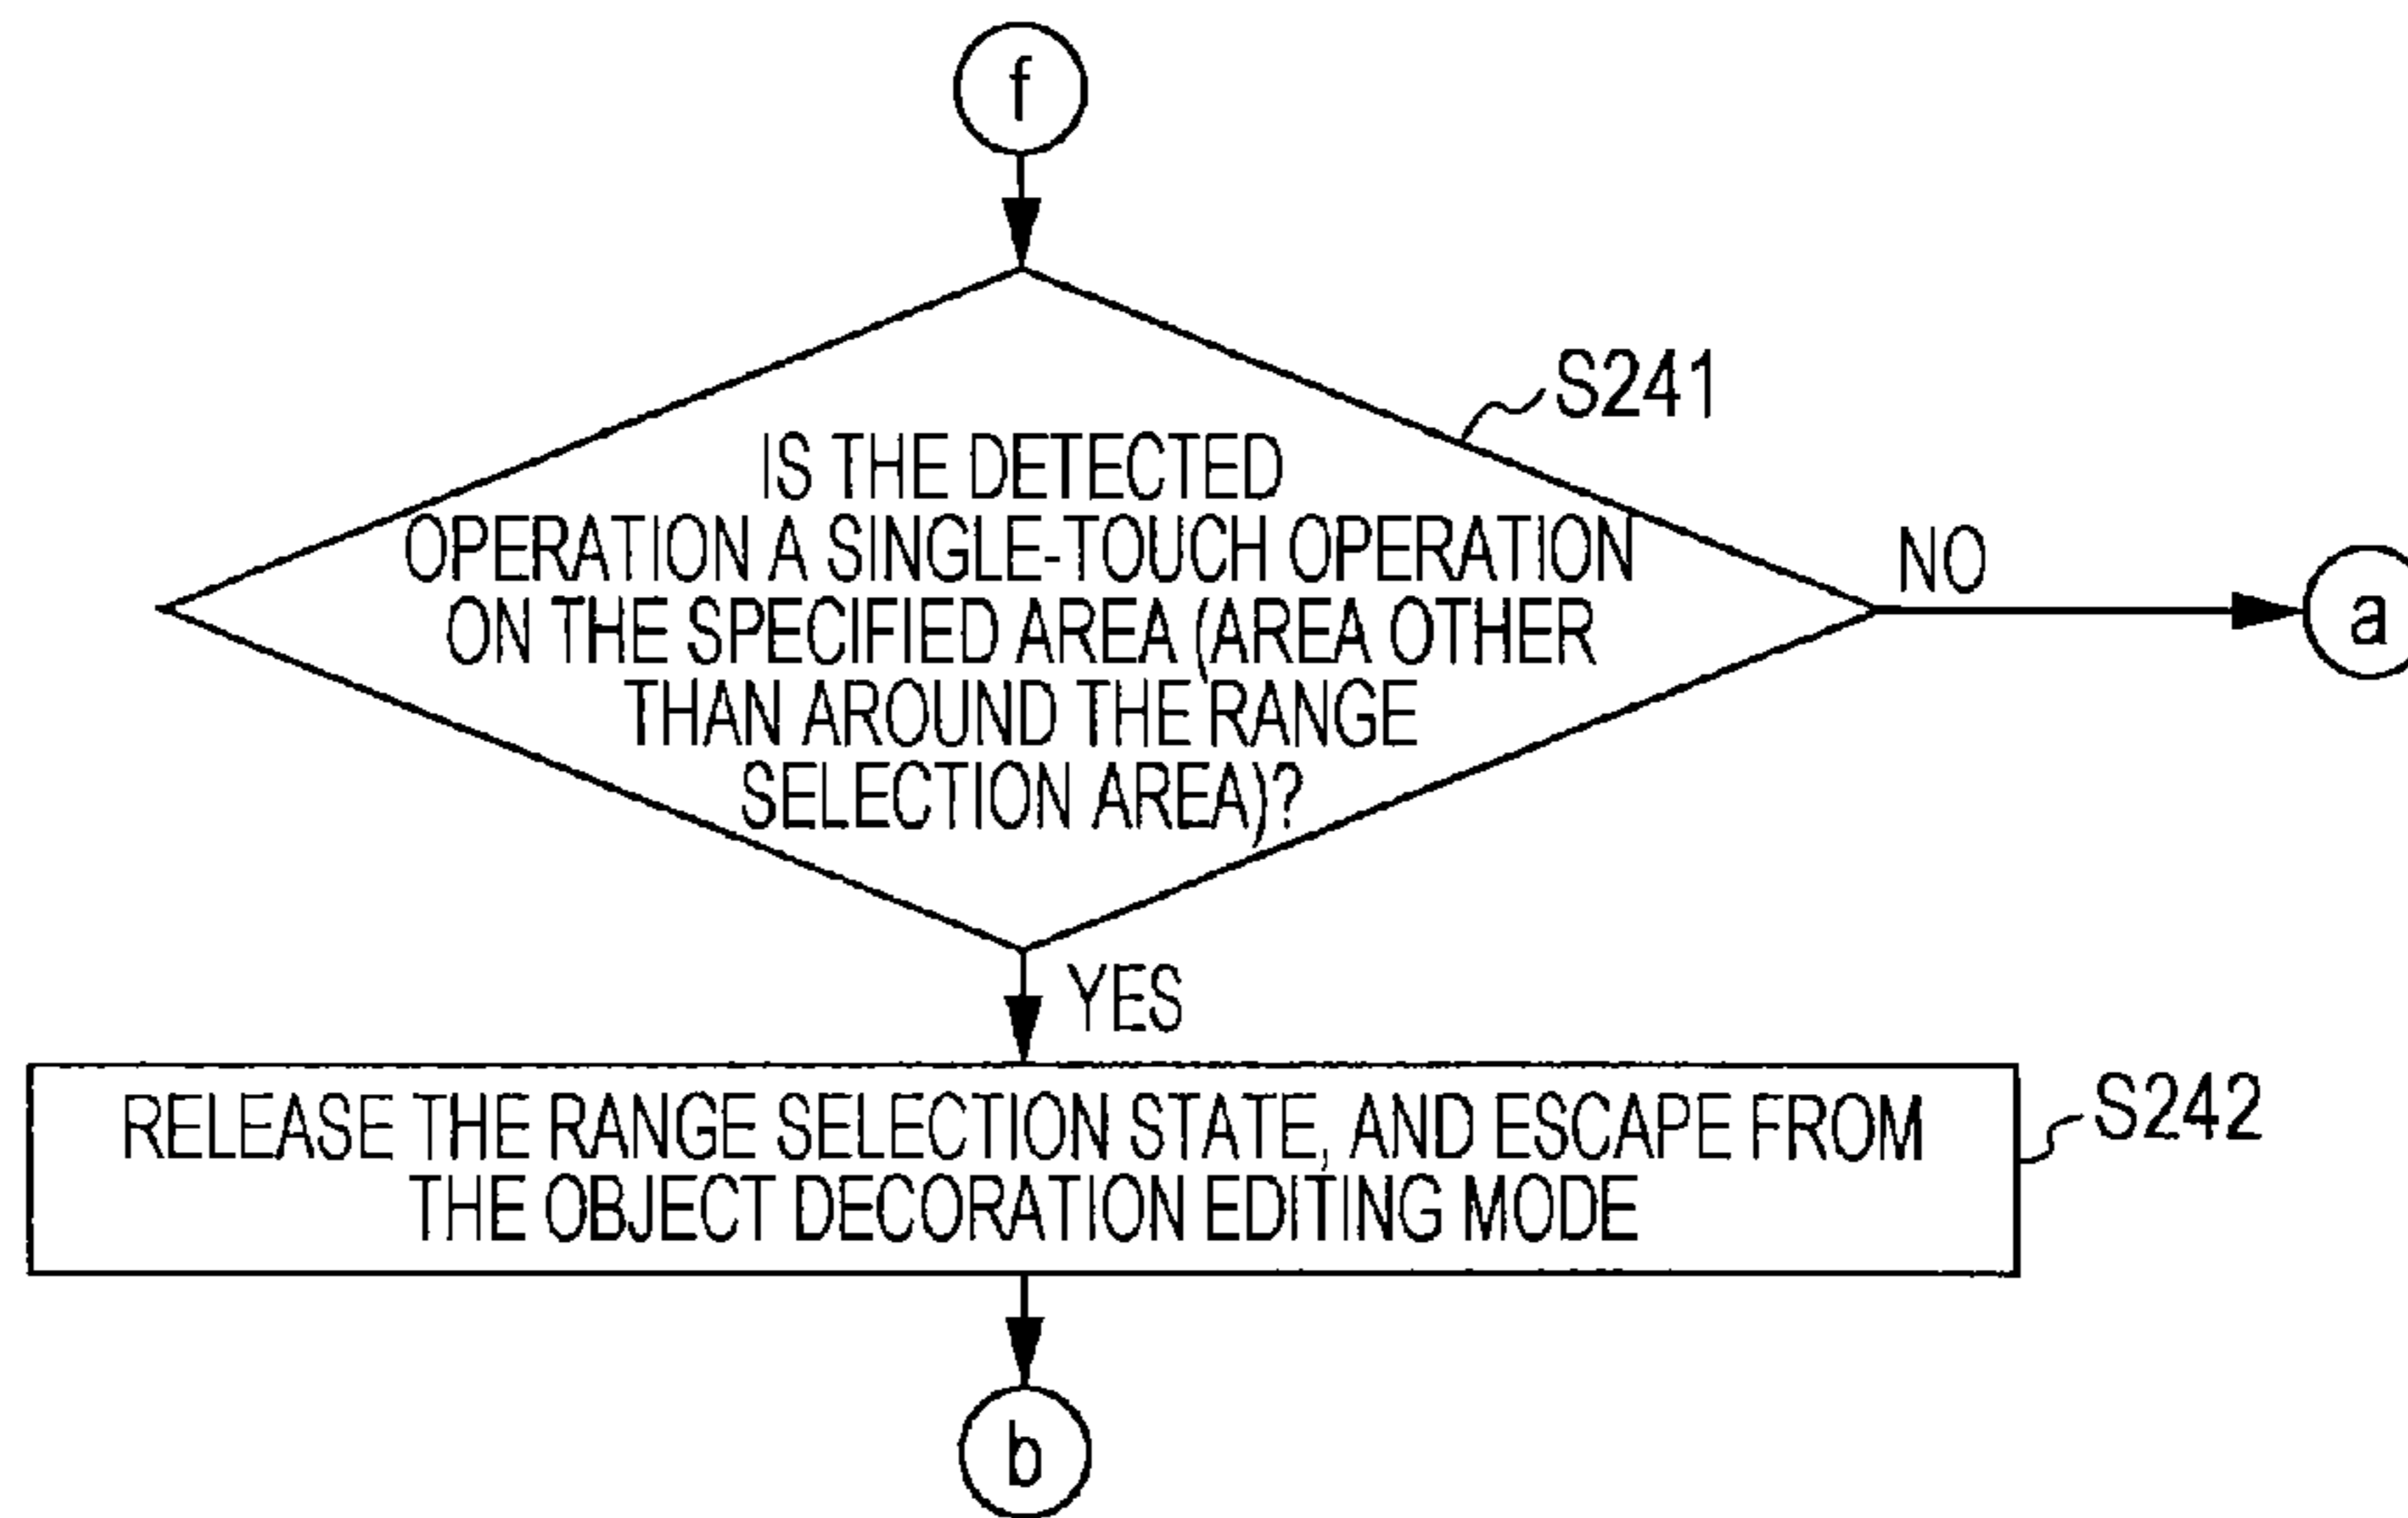 f
S241
IS THE DETECTED
OPERATION A SINGLE-TOUCH OPERATION
ON THE SPECIFIED AREA (AREA OTHER
THAN AROUND THE RANGE
SELECTION AREA)?
NO
a
YES
RELEASE THE RANGE SELECTION STATE, AND ESCAPE FROM
THE OBJECT DECORATION EDITING MODE
S242
b